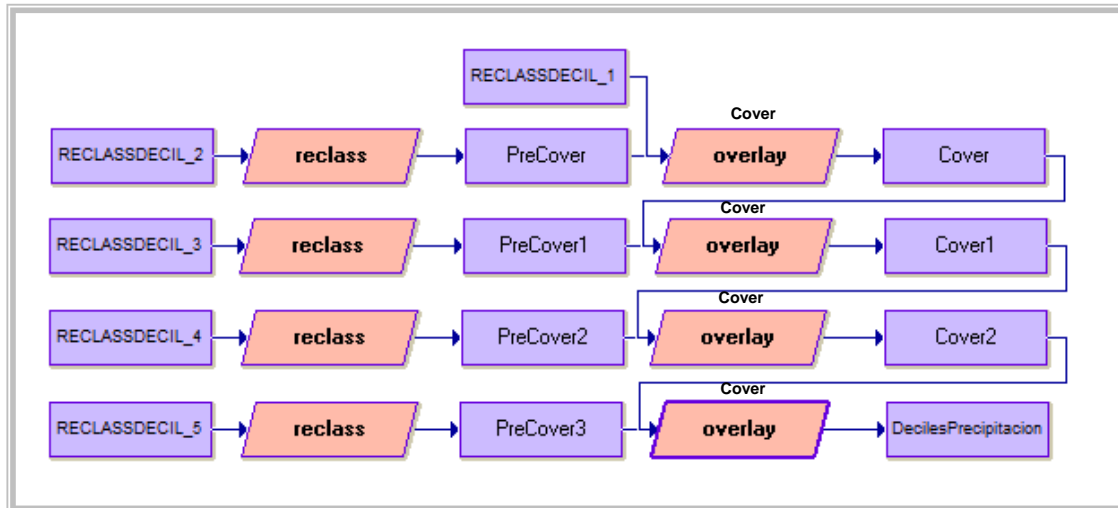 RECLASSDECIL_1
Cover
RECLASSDECIL_2 reclass PreCover overlay Cover
Cover
RECLASSDECIL_3 reclass PreCover1 overlay Cover1
Cover
RECLASSDECIL_4 reclass PreCover2 overlay Cover2
Cover
RECLASSDECIL_5 reclass PreCover3 overlay DecilesPrecipitacion